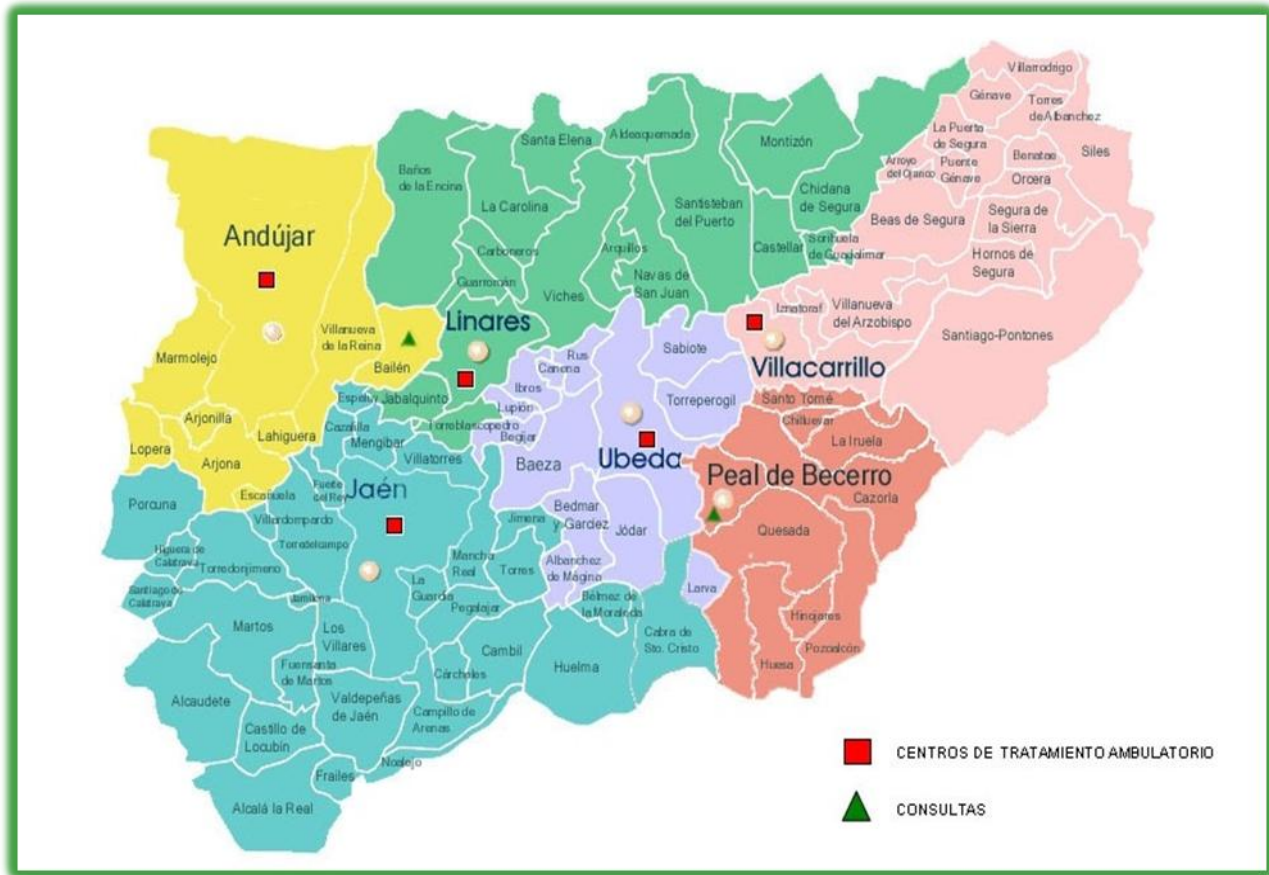 Villarrodrigo
Génave
Torres
de Albanchez
Santa Elena
Aldeaquemada
Montizón
La Puerta
de Segura
Siles
Benatae
Arroyo
del Ojanco
Puente
Génave
Orcera
Baños
de la Encina
La Carolina
Santisteban
del Puerto
Chiclana
de Segura
Beas de Segura
Segura de
la Sierra
Andújar
Carboneros
Arquillos
Castellar
Sorihuela
de Guadalimar
Hornos de
Segura
Guarromán
Viches
Navas de
San Juan
Iznatoraf
Villanueva
del Arzobispo
Linares
Villanueva
de la Reina
Santiago-Pontones
Marmolejo
Bailén
Rus
Canena
Sabiote
Villacarrillo
Ibros
Espeluy
Jabalquinto
Lupión
Torreperogil
Santo Tomé
Arjonilla
Cazalilla
Torreblascopedro
Chilluevar
Lopera
Lahiguera
Mengibar
Begíjar
La Iruela
Arjona
Villatorres
Baeza
Ubeda
Peal de Becerro
Escañuela
Fuerte
del Rey
Jaén
Cazorla
Porcuna
Villardompardo
Jimena
Bedmar
y Gardez
Jódar
Quesada
Higuera de
Calatrava
Torredelcampo
Torredonjimeno
Mancha
Real
Torres
Albanchez
de Mágina
Larva
Santiago de
Calatrava
Jamilena
La
Guardia
Pegalajar
Bélmez de
la Moraleda
Hinojares
Martos
Los
Villares
Cambil
Huelma
Cabra de
Sto. Cristo
Pozoalcón
Fuensanta
de Martos
Cárcheles
Huesa
Alcaudete
Valdepeñas
de Jaén
Campillo de
Arenas
Castillo de
Locubín
Noalejo
Frailes
Alcalá la Real
CENTROS DE TRATAMIENTO AMBULATORIO
CONSULTAS